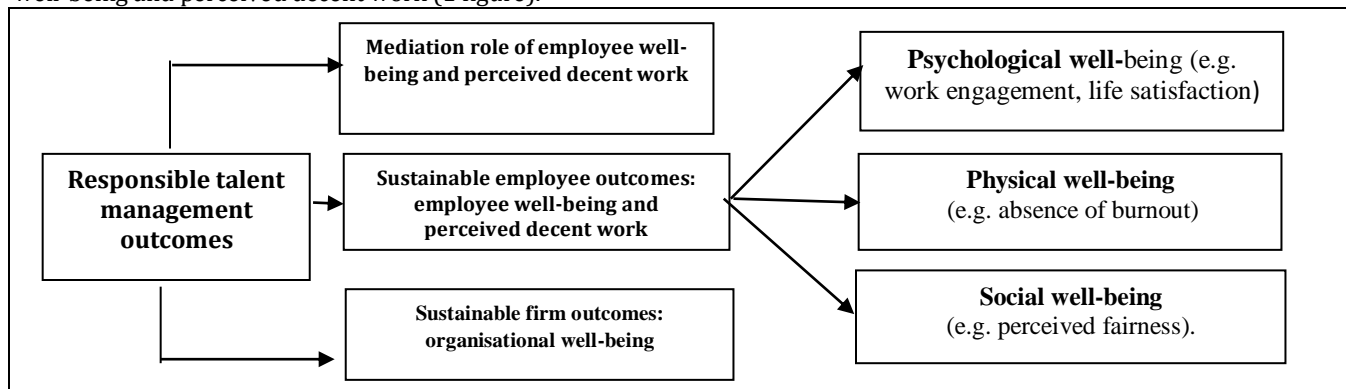 well-being and perceived decent work (2 figure).
Mediation role of employee well-
being and perceived decent work
Responsible talent
management
outcomes
Sustainable employee outcomes:
employee well-being and
perceived decent work
Sustainable firm outcomes:
organisational well-being
Psychological well-being (e.g.
work engagement, life satisfaction)
Physical well-being
(e.g. absence of burnout)
Social well-being
(e.g. perceived fairness).